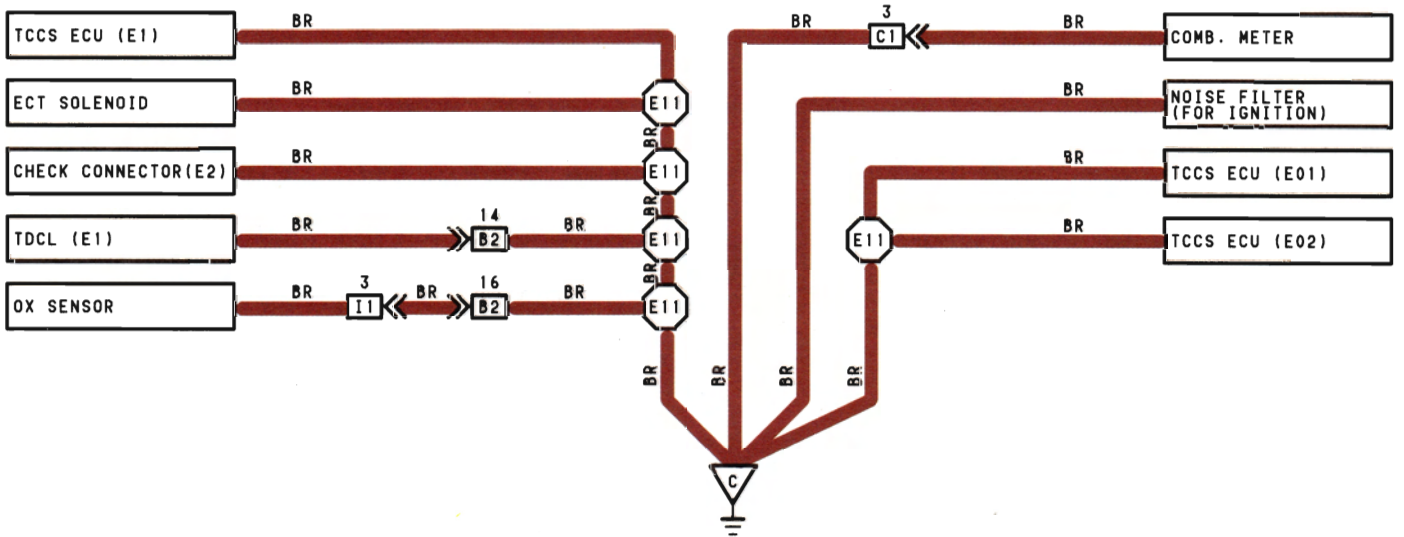 BR
BR
3
BR
TCCS ECU (E1)
C1
COMB. METER
BR
BR
ECT SOLENOID
E11
NOISE FILTER
(FOR IGNITION)
BR
BR
BR
CHECK CONNECTOR(E2)
E11
TCCS ECU (E01)
BR
14
BR
BR
BR
TDCL (E1)
B2
E11
E11
TCCS ECU (E02)
BR
3
BR
16
BR
BR
OX SENSOR
I1
B2
E11
BR
BR
BR
BR
C